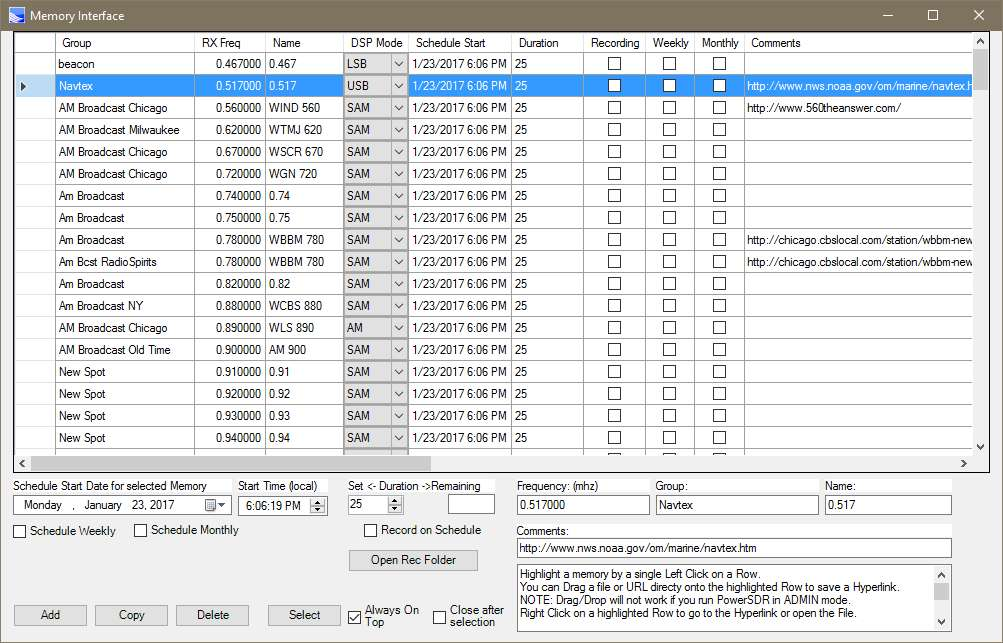 Memory Interface
Group RX Freq Name DSP Mode Schedule Start Duration Recording Weekly Monthly Comments
beacon 0.467000 0.467 LSB 1/23/2017 6:06 PM 25
Navtex 0.517000 0.517 USB 1/23/2017 6:06 PM 25 http://www.nws.noaa.gov/om/marine/navtex.h
AM Broadcast Chicago 0.560000 WIND 560 SAM 1/23/2017 6:06 PM 25 http://www.560theanswer.com/
AM Broadcast Milwaukee 0.620000 WTMJ 620 SAM 1/23/2017 6:06 PM 25
AM Broadcast Chicago 0.670000 WSCR 670 SAM 1/23/2017 6:06 PM 25
AM Broadcast Chicago 0.720000 WGN 720 SAM 1/23/2017 6:06 PM 25
Am Broadcast 0.740000 0.74 SAM 1/23/2017 6:06 PM 25
Am Broadcast 0.750000 0.75 SAM 1/23/2017 6:06 PM 25
Am Broadcast 0.780000 WBBM 780 SAM 1/23/2017 6:06 PM 25 http://chicago.cbslocal.com/station/wbbm-new
Am Bcst RadioSpirits 0.780000 WBBM 780 SAM 1/23/2017 6:06 PM 25 http://chicago.cbslocal.com/station/wbbm-new
Am Broadcast 0.820000 0.82 SAM 1/23/2017 6:06 PM 25
Am Broadcast NY 0.880000 WCBS 880 SAM 1/23/2017 6:06 PM 25
AM Broadcast Chicago 0.890000 WLS 890 AM 1/23/2017 6:06 PM 25
AM Broadcast Old Time 0.900000 AM 900 SAM 1/23/2017 6:06 PM 25
New Spot 0.910000 0.91 SAM 1/23/2017 6:06 PM 25
New Spot 0.920000 0.92 SAM 1/23/2017 6:06 PM 25
New Spot 0.930000 0.93 SAM 1/23/2017 6:06 PM 25
New Spot 0.940000 0.94 SAM 1/23/2017 6:06 PM 25
Schedule Start Date for selected Memory Start Time (local) Set <- Duration ->Remaining Frequency: (mhz) Group: Name:
Monday , January 23, 2017 6:06:19 PM 25 0.517000 Navtex 0.517
Schedule Weekly Schedule Monthly Record on Schedule Comments:
Open Rec Folder http://www.nws.noaa.gov/om/marine/navtex.htm
Highlight a memory by a single Left Click on a Row.
You can Drag a file or URL directy onto the highlighted Row to save a Hyperlink.
NOTE: Drag/Drop will not work if you run PowerSDR in ADMIN mode.
Right Click on a highlighted Row to go to the Hyperlink or open the File.
Add Copy Delete Select Always On Top Close after selection